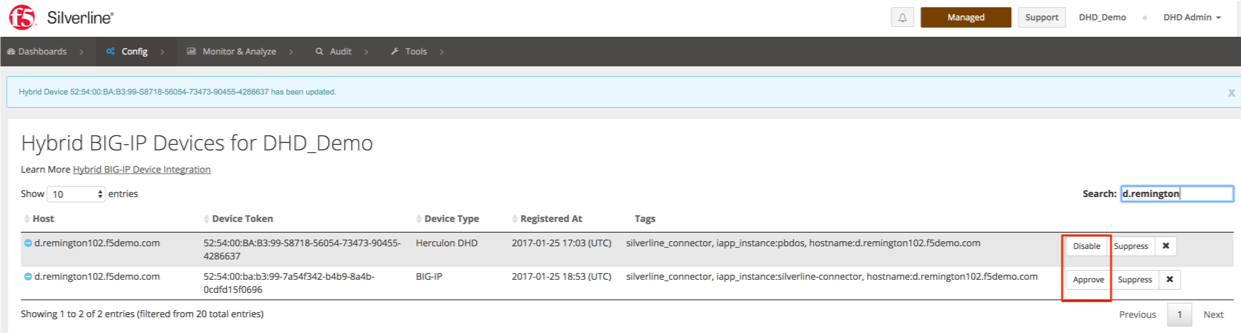 f5 Silverline®
Managed Support DHD_Demo DHD Admin
Dashboards Config Monitor & Analyze Audit Tools
Hybrid Device 52:54:00:BA:B3:99-S8718-56054-73473-90455-4286637 has been updated. x
Hybrid BIG-IP Devices for DHD_Demo
Learn More Hybrid BIG-IP Device Integration
Show 10 entries Search: d.remington
Host Device Token Device Type Registered At Tags
d.remington102.f5demo.com 52:54:00:BA:B3:99-S8718-56054-73473-90455- Herculon DHD 2017-01-25 17:03 (UTC) silverline_connector, iapp_instance:pbdos, hostname:d.remington102.f5demo.com Disable Suppress ✖
4286637
d.remington102.f5demo.com 52:54:00:ba:b3:99-7a54f342-b4b9-8a4b- BIG-IP 2017-01-25 18:53 (UTC) silverline_connector, iapp_instance:silverline-connector, hostname:d.remington102.f5demo.com Approve Suppress ✖
0cdfd15f0696
Showing 1 to 2 of 2 entries (filtered from 20 total entries) Previous 1 Next